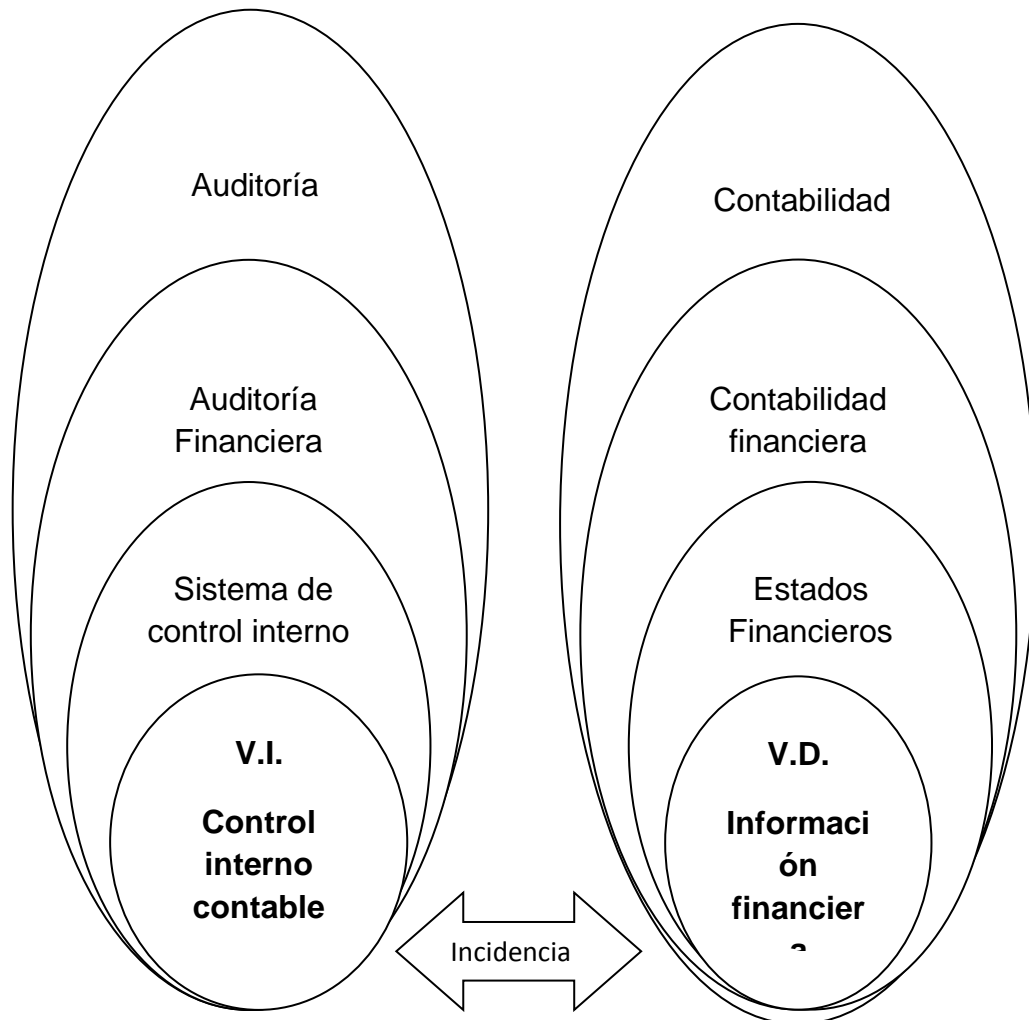 Auditoría
Auditoría
Financiera
Sistema de
control interno
V.I.
Control
interno
contable
Contabilidad
Contabilidad
financiera
Estados
Financieros
V.D.
Informaci
ón
financier
a
Incidencia